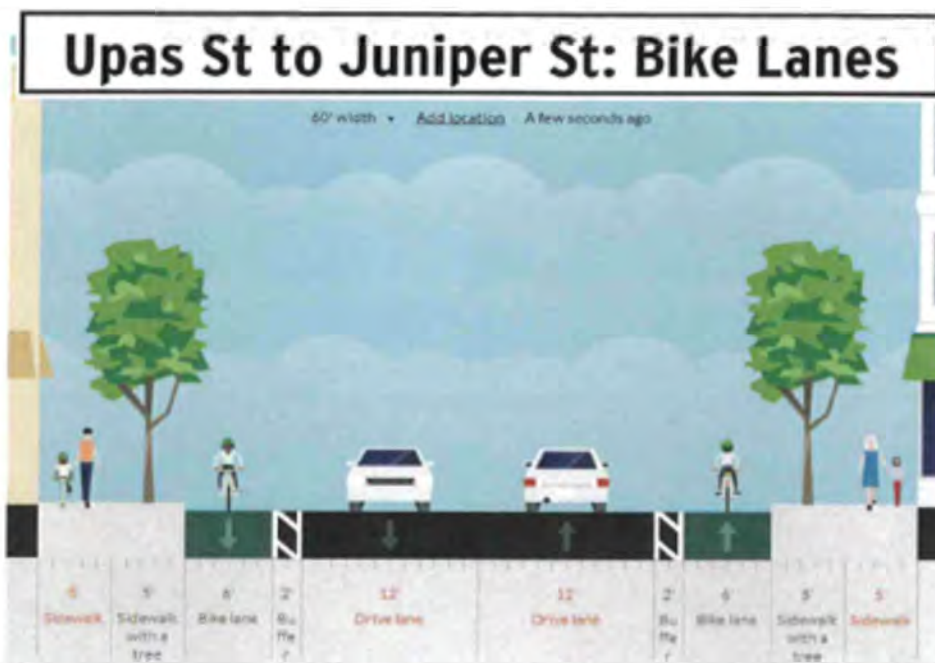 Upas St to Juniper St: Bike Lanes
60' width ▾ Add location A few seconds ago
5' 5' 6' 2' 12' 12' 2' 6' 5' 5'
Sidewalk Sidewalk with a tree Bike lane Bu ffe r Drive lane Drive lane Bu ffe r Bike lane Sidewalk with a tree Sidewalk